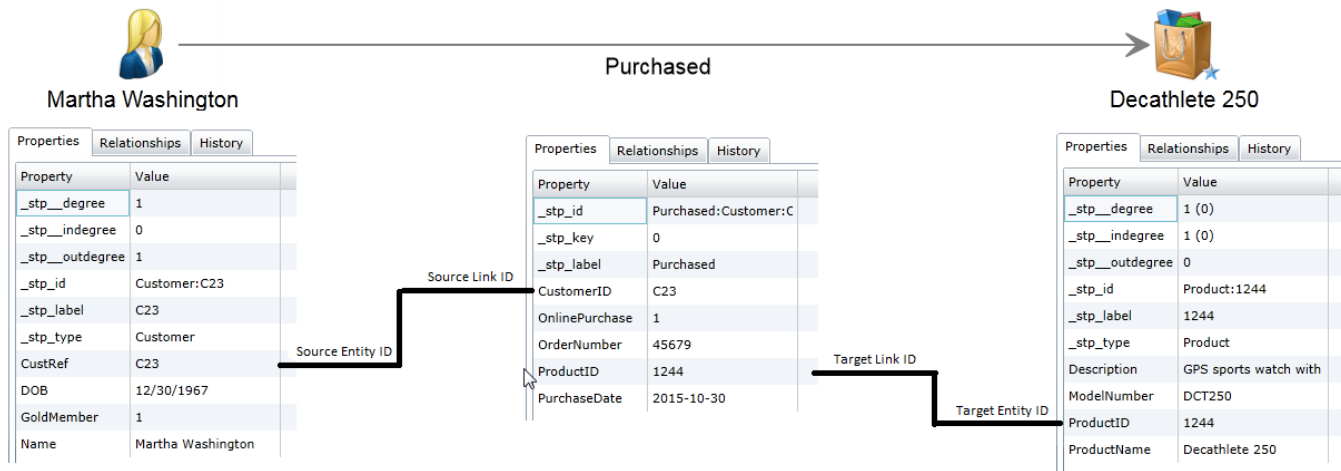 Purchased
Martha Washington
Decathlete 250
Properties Relationships History
Property Value
_stp__degree 1
_stp__indegree 0
_stp__outdegree 1
_stp_id Customer:C23
_stp_label C23
_stp_type Customer
CustRef C23
DOB 12/30/1967
GoldMember 1
Name Martha Washington
Source Entity ID
Source Link ID
Properties Relationships History
Property Value
_stp_id Purchased:Customer:C
_stp_key 0
_stp_label Purchased
CustomerID C23
OnlinePurchase 1
OrderNumber 45679
ProductID 1244
PurchaseDate 2015-10-30
Target Link ID
Target Entity ID
Properties Relationships History
Property Value
_stp__degree 1 (0)
_stp__indegree 1 (0)
_stp__outdegree 0
_stp_id Product:1244
_stp_label 1244
_stp_type Product
Description GPS sports watch with
ModelNumber DCT250
ProductID 1244
ProductName Decathlete 250